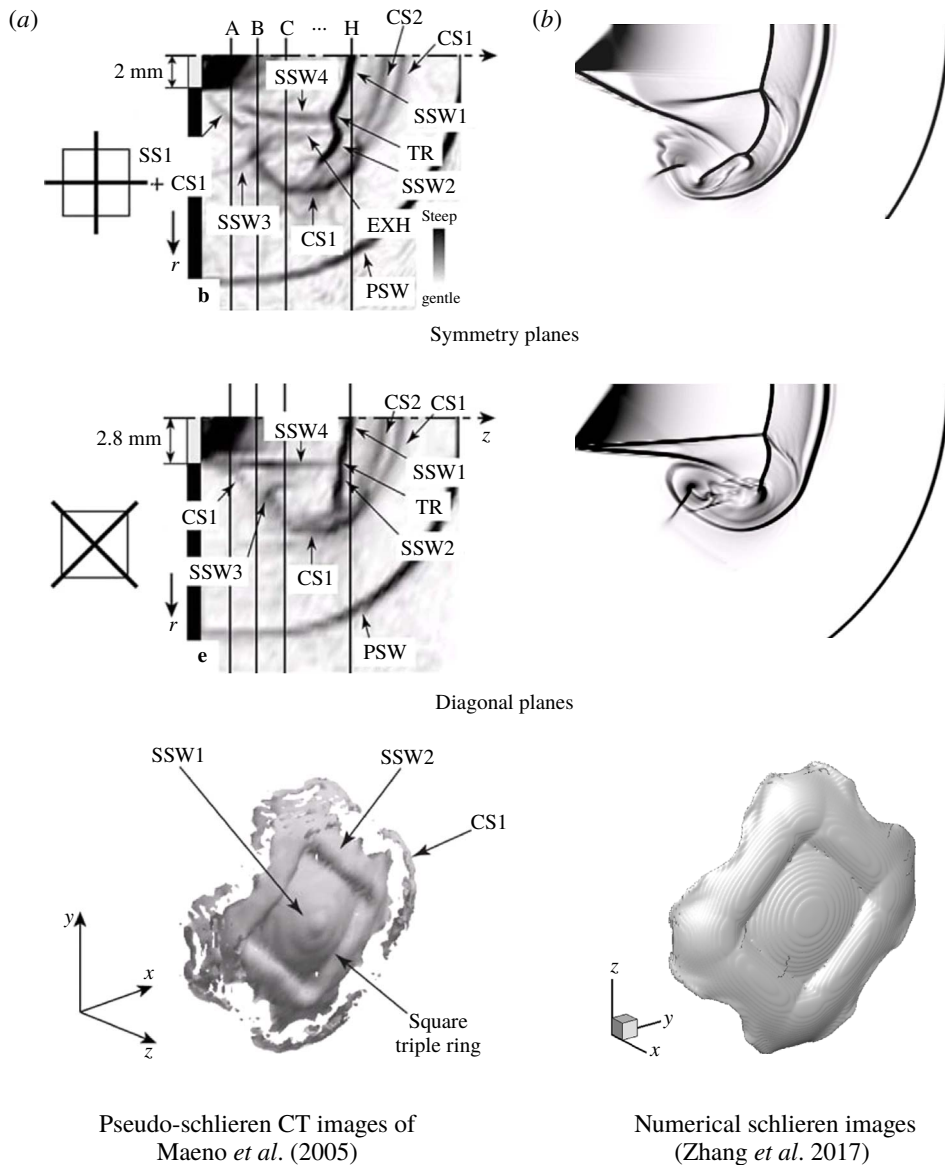 (a)
A B C ... H
CS2
CS1
2 mm
SSW4
SSW1
TR
SS1
+ CS1
SSW2
SSW3
CS1
EXH
Steep
gentle
r
b
PSW
(b)
Symmetry planes
CS2 CS1
z
2.8 mm
SSW4
SSW1
TR
CS1
SSW2
SSW3
CS1
r
e
PSW
Diagonal planes
SSW1
SSW2
CS1
y
x
z
Square
triple ring
z
y
x
Pseudo-schlieren CT images of
Maeno et al. (2005)
Numerical schlieren images
(Zhang et al. 2017)